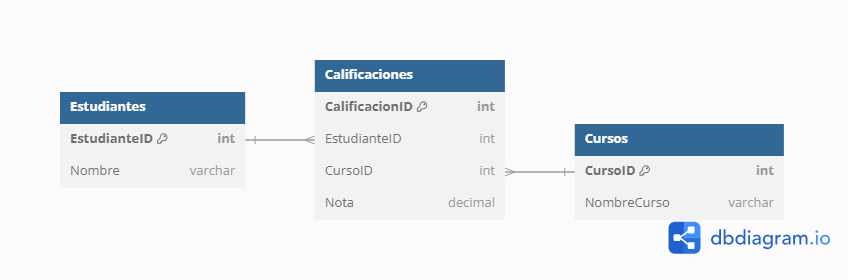 Estudiantes
EstudianteID int
Nombre varchar
Calificaciones
CalificacionID int
EstudianteID int
CursoID int
Nota decimal
Cursos
CursoID int
NombreCurso varchar
dbdiagram.io